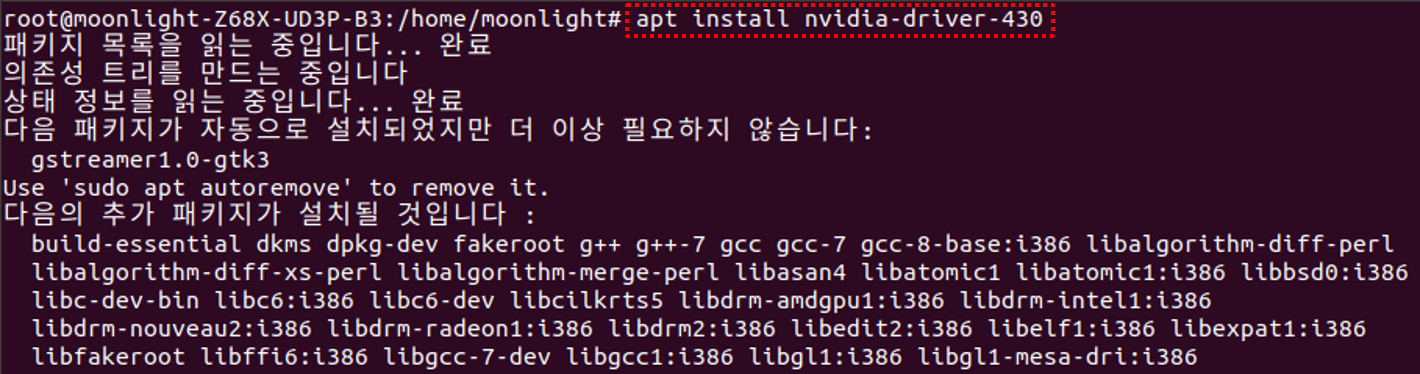 root@moonlight-Z68X-UD3P-B3:/home/moonlight# apt install nvidia-driver-430
패키지 목록을 읽는 중입니다... 완료
의존성 트리를 만드는 중입니다
상태 정보를 읽는 중입니다... 완료
다음 패키지가 자동으로 설치되었지만 더 이상 필요하지 않습니다:
  gstreamer1.0-gtk3
Use 'sudo apt autoremove' to remove it.
다음의 추가 패키지가 설치될 것입니다 :
  build-essential dkms dpkg-dev fakeroot g++ g++-7 gcc gcc-7 gcc-8-base:i386 libalgorithm-diff-perl
  libalgorithm-diff-xs-perl libalgorithm-merge-perl libasan4 libatomic1 libatomic1:i386 libbsd0:i386
  libc-dev-bin libc6:i386 libc6-dev libcilkrts5 libdrm-amdgpu1:i386 libdrm-intel1:i386
  libdrm-nouveau2:i386 libdrm-radeon1:i386 libdrm2:i386 libedit2:i386 libelf1:i386 libexpat1:i386
  libfakeroot libffi6:i386 libgcc-7-dev libgcc1:i386 libgl1:i386 libgl1-mesa-dri:i386